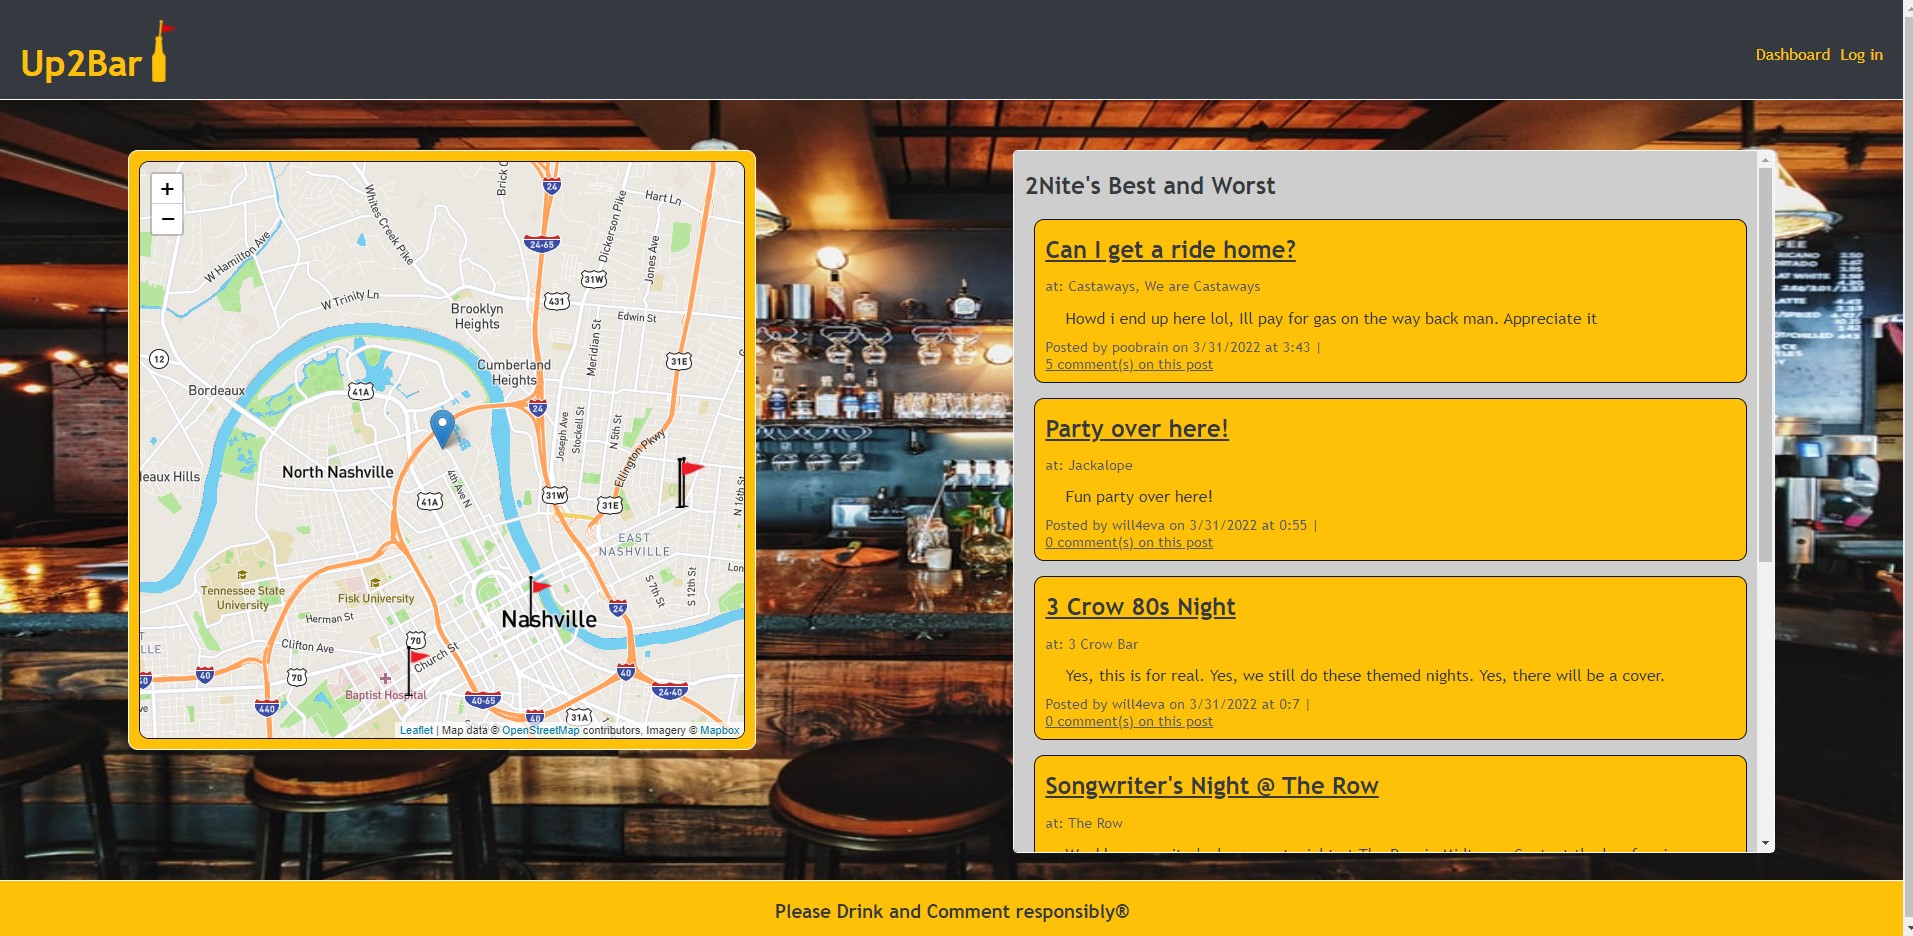 Up2Bar
Dashboard Log in
+
−
Brick C
24
Hart Ln
Whites Creek Pike
Dickerson Pike
W Hamilton Ave
24-65
Jones Ave
31W
W Trinity Ln
431
Brooklyn
Heights
Edwin St
Meridian St
12
31E
Cumberland
Heights
Bordeaux
41A
24
Joseph Ave
Stockell St
N 5th St
Ellington Pkwy
North Nashville
eaux Hills
41A
4th Ave N
31W
31E
N 16th St
EAST
NASHVILLE
Tennessee State
University
Fisk University
S 7th St
S 12th St
Lon
Herman St
Nashville
24
Clifton Ave
70
Church St
LLE
40
40
70
Baptist Hospital
40
24-40
440
40-65
40
31A
Leaflet | Map data © OpenStreetMap contributors, Imagery © Mapbox
2Nite's Best and Worst
Can I get a ride home?
at: Castaways, We are Castaways
Howd i end up here lol, Ill pay for gas on the way back man. Appreciate it
Posted by poobrain on 3/31/2022 at 3:43 |
5 comment(s) on this post
Party over here!
at: Jackalope
Fun party over here!
Posted by will4eva on 3/31/2022 at 0:55 |
0 comment(s) on this post
3 Crow 80s Night
at: 3 Crow Bar
Yes, this is for real. Yes, we still do these themed nights. Yes, there will be a cover.
Posted by will4eva on 3/31/2022 at 0:7 |
0 comment(s) on this post
Songwriter's Night @ The Row
at: The Row
Please Drink and Comment responsibly®